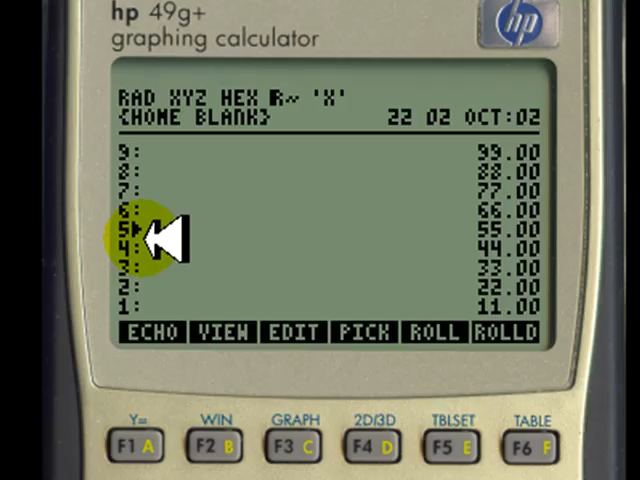 hp 49g+
graphing calculator
hp
RAD XYZ HEX R~ 'X'
{HOME BLANK} 22 02 OCT:02
9: 99.00
8: 88.00
7: 77.00
6: 66.00
5▶ 55.00
4: 44.00
3: 33.00
2: 22.00
1: 11.00
ECHO VIEW EDIT PICK ROLL ROLLD
Y= WIN GRAPH 2D/3D TBLSET TABLE
F1 A F2 B F3 C F4 D F5 E F6 F